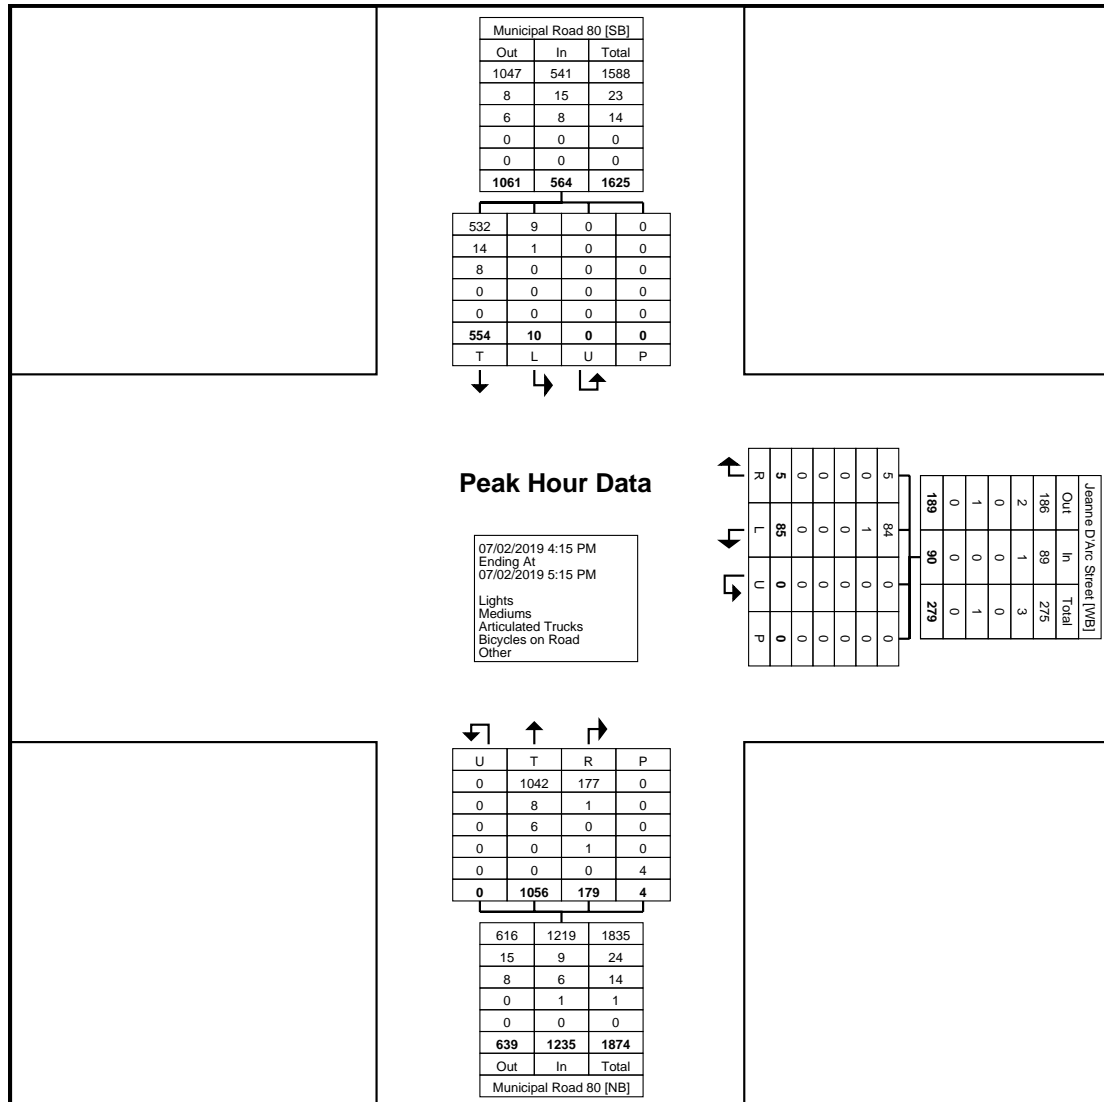 Municipal Road 80 [SB]
Out In Total
1047 541 1588
8 15 23
6 8 14
0 0 0
0 0 0
1061 564 1625
532 9 0 0
14 1 0 0
8 0 0 0
0 0 0 0
0 0 0 0
554 10 0 0
T L U P
Peak Hour Data
07/02/2019 4:15 PM
Ending At
07/02/2019 5:15 PM
Lights
Mediums
Articulated Trucks
Bicycles on Road
Other
Jeanne D'Arc Street [WB]
Out In Total
186 89 275
2 1 3
0 0 0
1 0 1
0 0 0
189 90 279
5 84 0 0
0 1 0 0
0 0 0 0
0 0 0 0
0 0 0 0
5 85 0 0
R L U P
U T R P
0 1042 177 0
0 8 1 0
0 6 0 0
0 0 1 0
0 0 0 4
0 1056 179 4
616 1219 1835
15 9 24
8 6 14
0 1 1
0 0 0
639 1235 1874
Out In Total
Municipal Road 80 [NB]